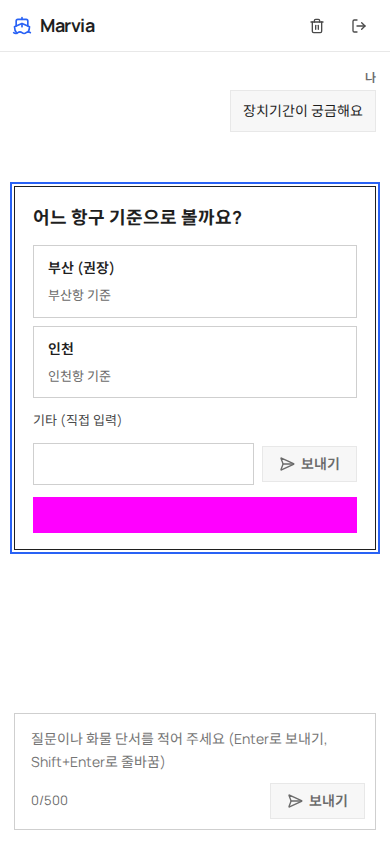 Marvia
나
장치기간이 궁금해요
어느 항구 기준으로 볼까요?
부산 (권장)
부산항 기준
인천
인천항 기준
기타 (직접 입력)
보내기
질문이나 화물 단서를 적어 주세요 (Enter로 보내기,
Shift+Enter로 줄바꿈)
0/500
보내기